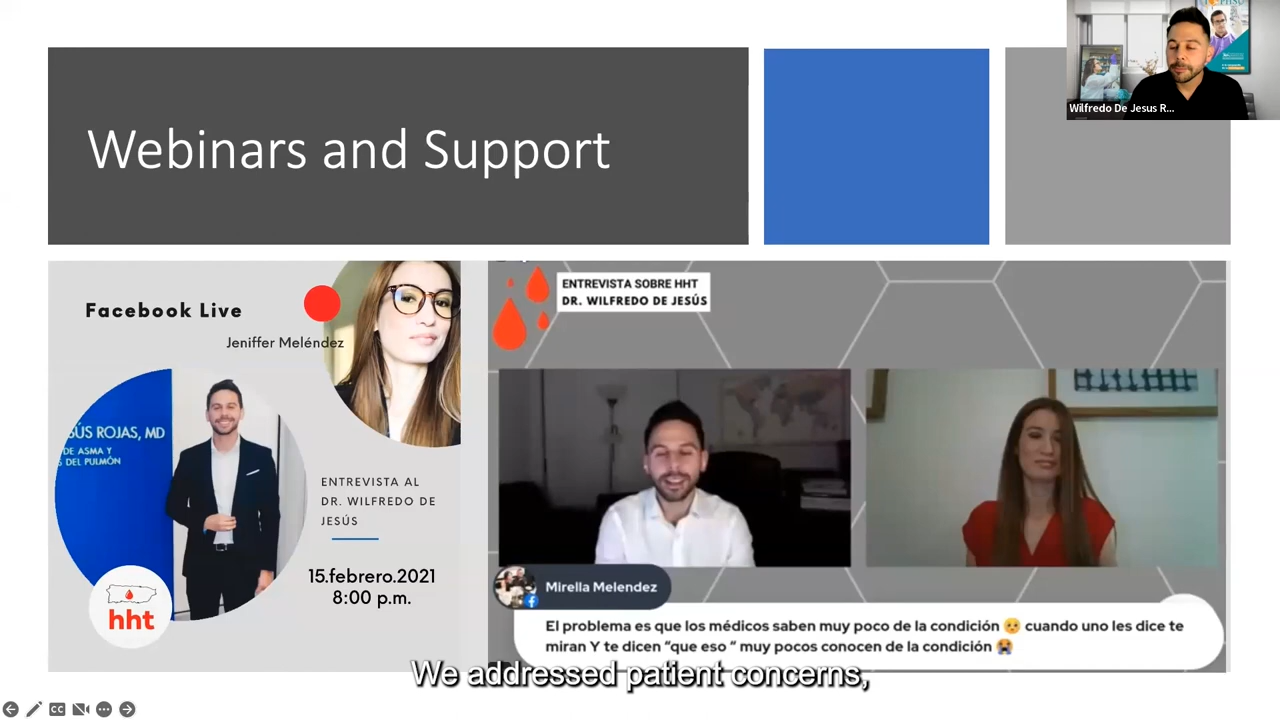 Wilfredo De Jesus R...
Webinars and Support
Facebook Live
Jeniffer Meléndez
SÚS ROJAS, MD
DE ASMA Y
DEL PULMÓN
ENTREVISTA AL
DR. WILFREDO DE
JESÚS
15.febrero.2021
8:00 p.m.
hht
ENTREVISTA SOBRE HHT
DR. WILFREDO DE JESÚS
Mirella Melendez
El problema es que los médicos saben muy poco de la condición 🥺 cuando uno les dice te
miran Y te dicen “que eso “ muy pocos conocen de la condición 😭
We addressed patient concerns,
CC